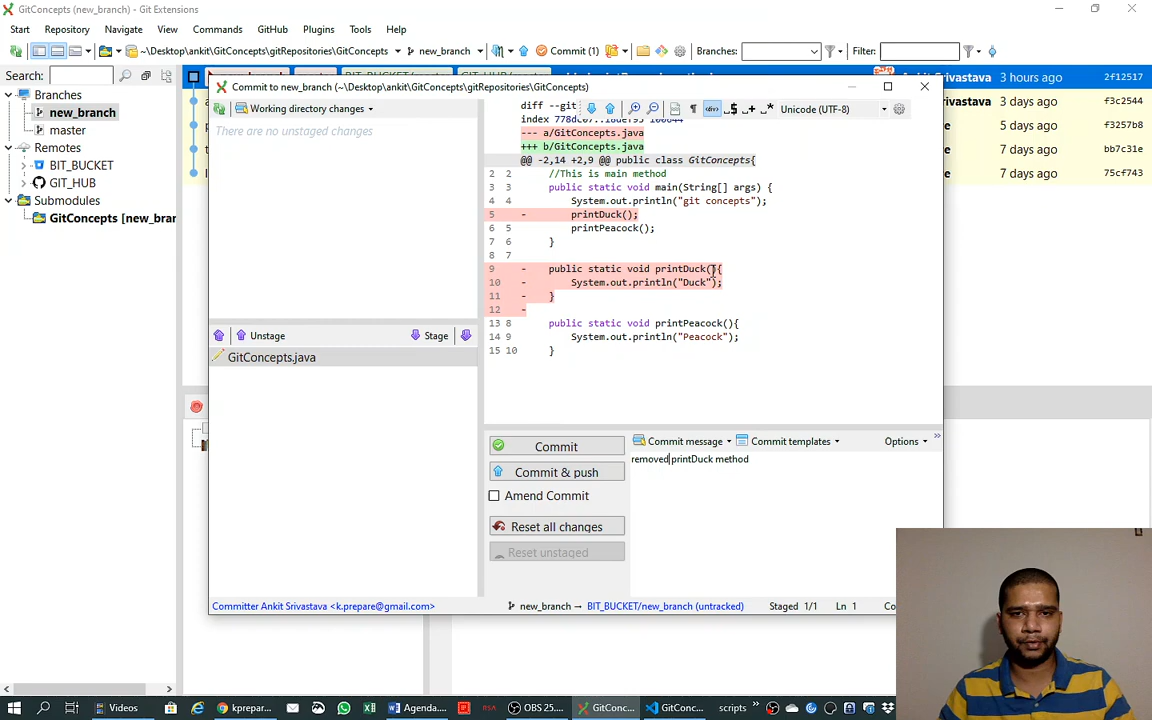 GitConcepts (new_branch) - Git Extensions
Start Repository Navigate View Commands GitHub Plugins Tools Help
~\Desktop\ankit\GitConcepts\gitRepositories\GitConcepts new_branch Commit (1) Branches: Filter:
Search:
3 hours ago 2f12517
Commit to new_branch (~\Desktop\ankit\GitConcepts\gitRepositories\GitConcepts)
Branches
new_branch
master
Remotes
BIT_BUCKET
GIT_HUB
Submodules
GitConcepts [new_bran
vastava 3 days ago f3c2544
5 days ago f3257b8
7 days ago bb7c31e
7 days ago 75cf743
Working directory changes
There are no unstaged changes
Unicode (UTF-8)
diff --git
--- a/GitConcepts.java
+++ b/GitConcepts.java
@@ -2,14 +2,9 @@ public class GitConcepts{
2 2 //This is main method
3 3 public static void main(String[] args) {
4 4 System.out.println("git concepts");
5 - printDuck();
6 5 printPeacock();
7 6 }
8 7
9 - public static void printDuck(){
10 - System.out.println("Duck");
11 - }
12 -
13 8 public static void printPeacock(){
14 9 System.out.println("Peacock");
15 10 }
Unstage Stage
GitConcepts.java
Commit
Commit & push
Amend Commit
Reset all changes
Reset unstaged
Commit message Commit templates Options
removed printDuck method
Committer Ankit Srivastava <k.prepare@gmail.com>
new_branch → BIT_BUCKET/new_branch (untracked) Staged 1/1 Ln 1 Co
Videos kprepar... Agenda.... OBS 25.... GitConc... GitConc... scripts